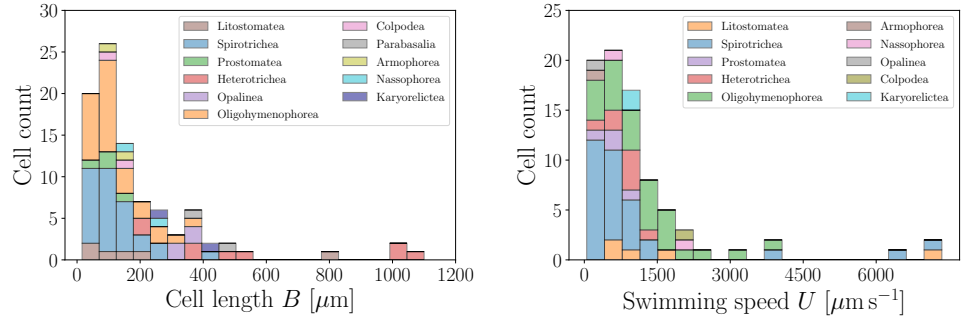 30
25
20
15
10
5
0
Cell count
Litostomatea
Spirotrichea
Prostomatea
Heterotrichea
Opalinea
Oligohymenophorea
Colpodea
Parabasalia
Armophorea
Nassophorea
Karyorelictea
0 200 400 600 800 1000 1200
Cell length B [μm]
25
20
15
10
5
0
Cell count
Litostomatea
Spirotrichea
Prostomatea
Heterotrichea
Oligohymenophorea
Armophorea
Nassophorea
Opalinea
Colpodea
Karyorelictea
0 1500 3000 4500 6000
Swimming speed U [μm s⁻¹]